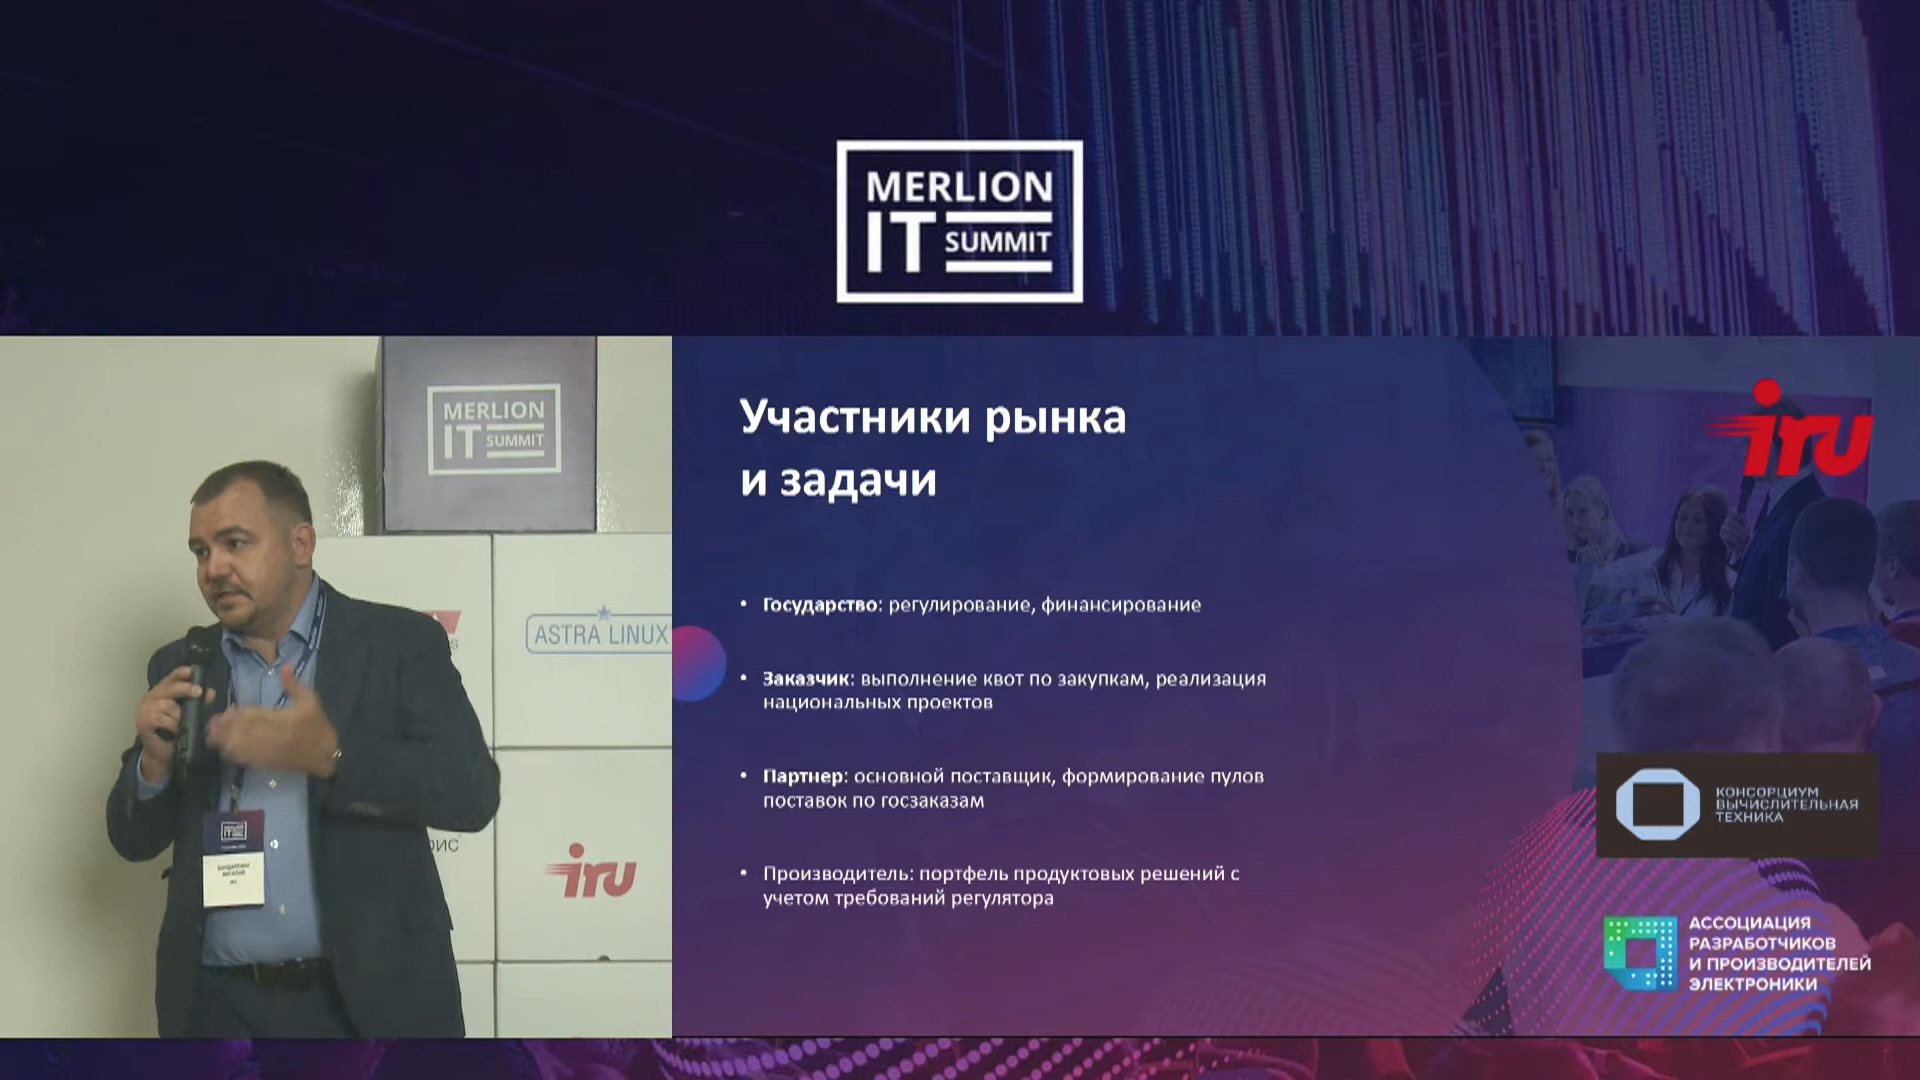 MERLION
IT SUMMIT
MERLION
IT SUMMIT
ASTRA LINUX
iru
Участники рынка
и задачи
iru
• Государство: регулирование, финансирование
• Заказчик: выполнение квот по закупкам, реализация
национальных проектов
• Партнер: основной поставщик, формирование пулов
поставок по госзаказам
• Производитель: портфель продуктовых решений с
учетом требований регулятора
КОНСОРЦИУМ
ВЫЧИСЛИТЕЛЬНАЯ
ТЕХНИКА
АССОЦИАЦИЯ
РАЗРАБОТЧИКОВ
И ПРОИЗВОДИТЕЛЕЙ
ЭЛЕКТРОНИКИ